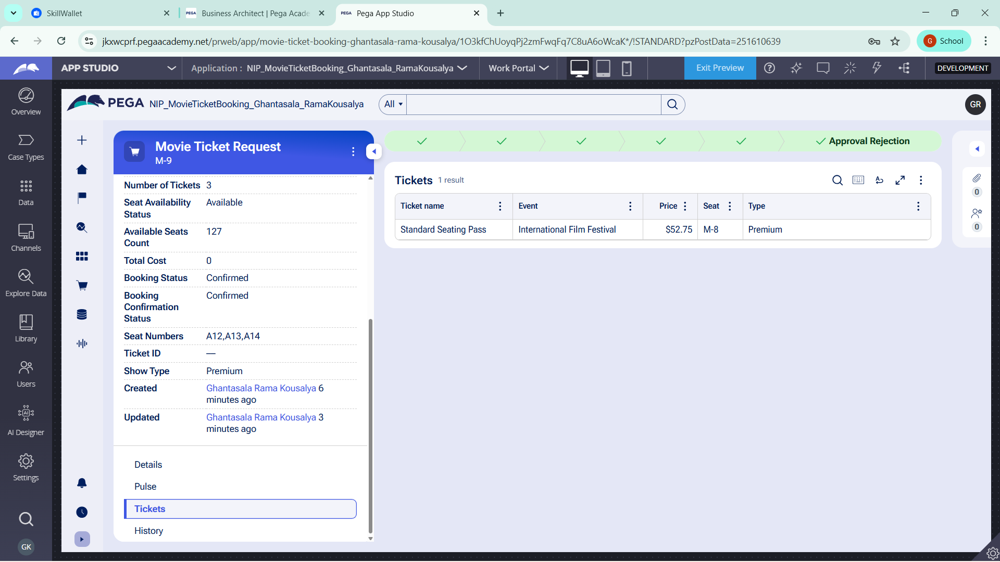 SkillWallet
PEGA Business Architect | Pega Acade
PEGA Pega App Studio
jkxwcprf.pegaacademy.net/prweb/app/movie-ticket-booking-ghantasala-rama-kousalya/1O3kfChUoyqPj2zmFwqFq7C8uA6oWcaK*/!STANDARD?pzPostData=251610639
G School
APP STUDIO
Application : NIP_MovieTicketBooking_Ghantasala_RamaKousalya
Work Portal
Exit Preview
DEVELOPMENT
Overview
Case Types
Data
Channels
Explore Data
Library
Users
AI
AI Designer
Settings
GK
PEGA NIP_MovieTicketBooking_Ghantasala_RamaKousalya
All
GR
Movie Ticket Request
M-9
Number of Tickets 3
Seat Availability Status Available
Available Seats Count 127
Total Cost 0
Booking Status Confirmed
Booking Confirmation Status Confirmed
Seat Numbers A12,A13,A14
Ticket ID —
Show Type Premium
Created Ghantasala Rama Kousalya 6 minutes ago
Updated Ghantasala Rama Kousalya 3 minutes ago
Details
Pulse
Tickets
History
Approval Rejection
Tickets 1 result
Ticket name Event Price Seat Type
Standard Seating Pass International Film Festival $52.75 M-8 Premium
0
0